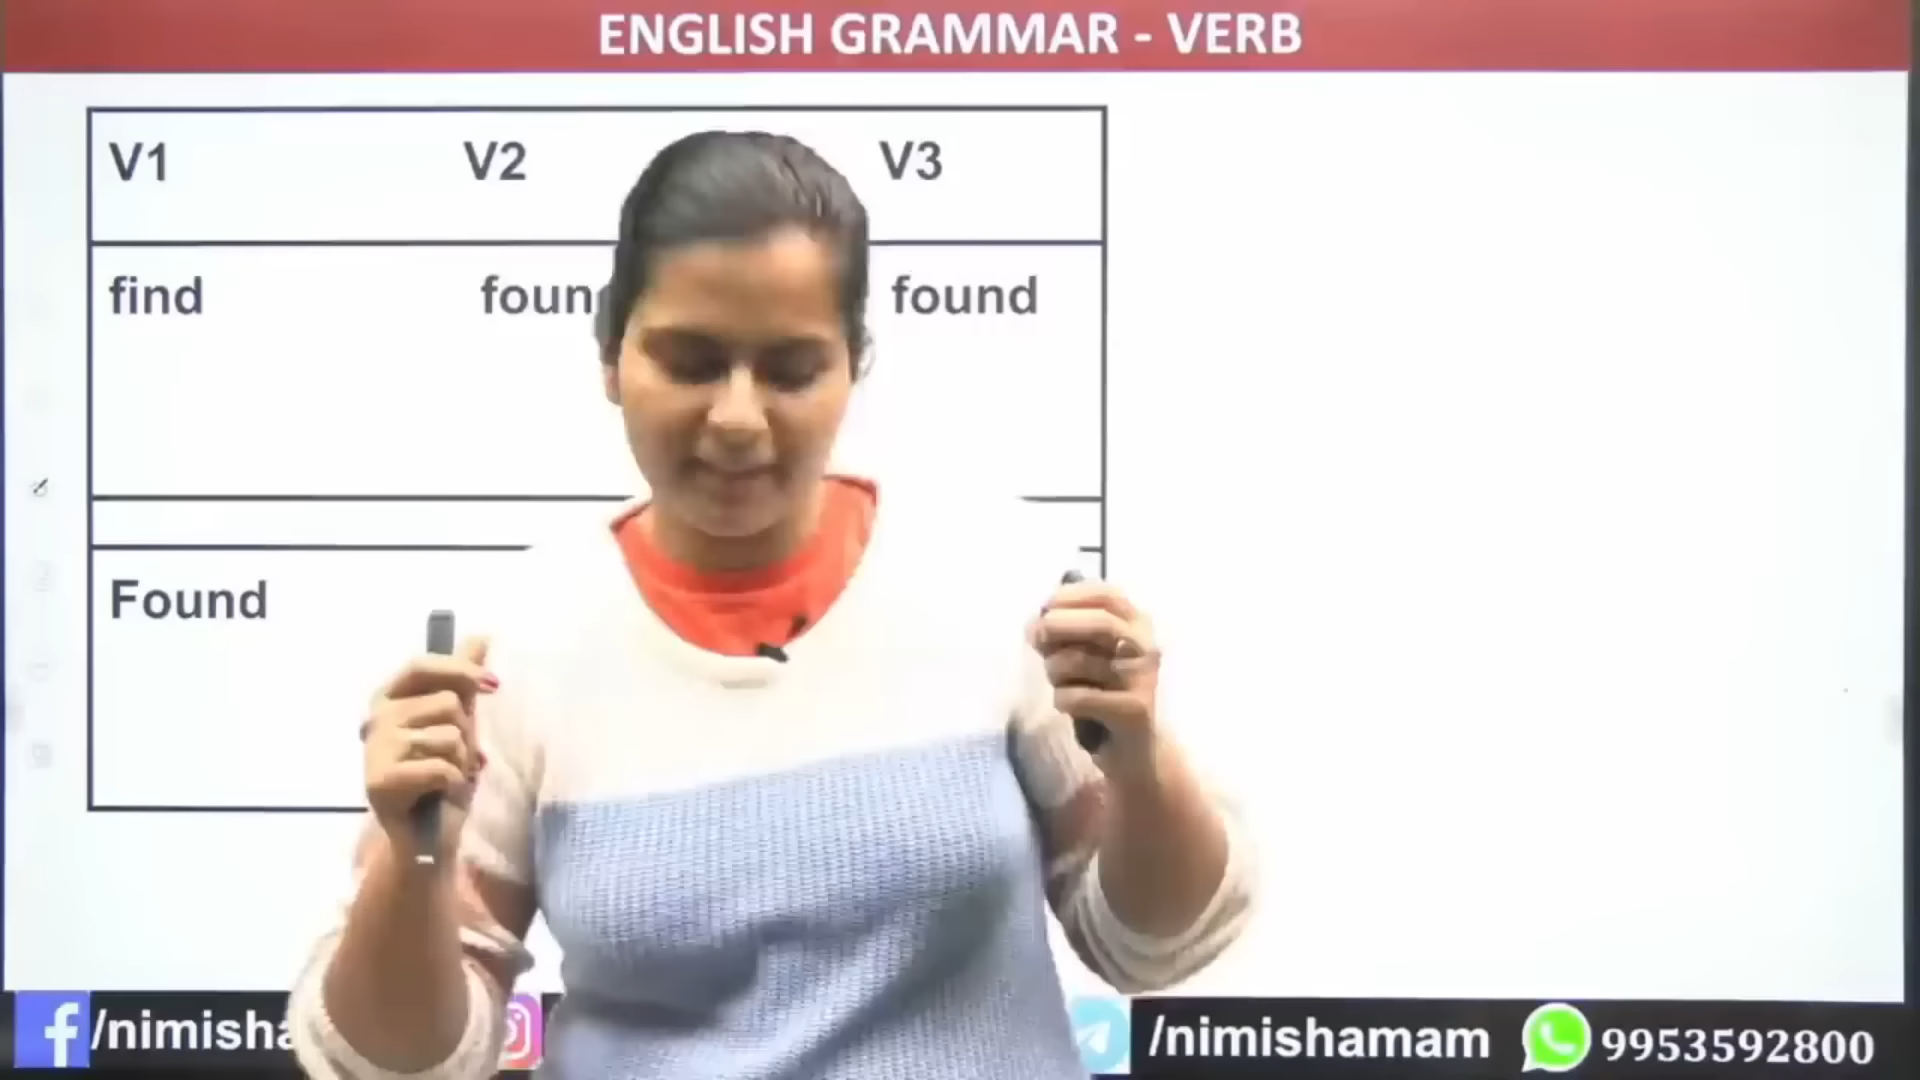 ENGLISH GRAMMAR - VERB
V1 V2 V3
find found
Found
/nimishamam 9953592800